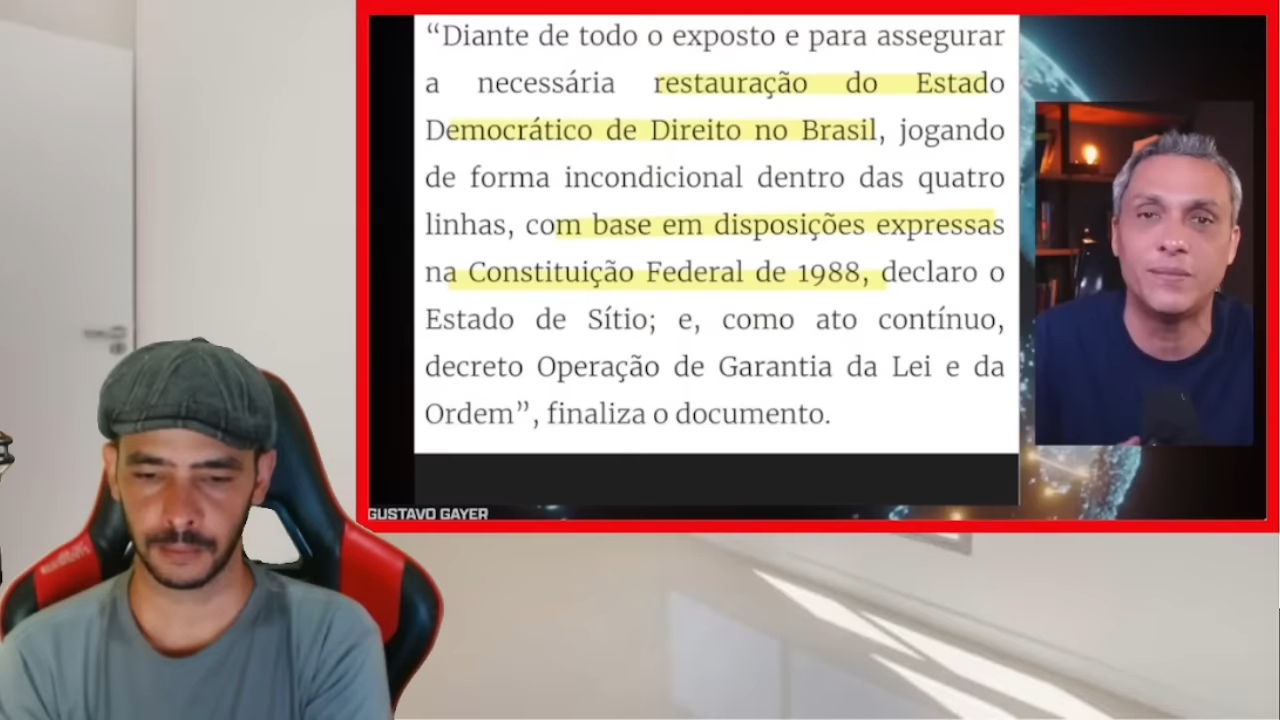 “Diante de todo o exposto e para assegurar
a necessária restauração do Estado
Democrático de Direito no Brasil, jogando
de forma incondicional dentro das quatro
linhas, com base em disposições expressas
na Constituição Federal de 1988, declaro o
Estado de Sítio; e, como ato contínuo,
decreto Operação de Garantia da Lei e da
Ordem”, finaliza o documento.
GUSTAVO GAYER